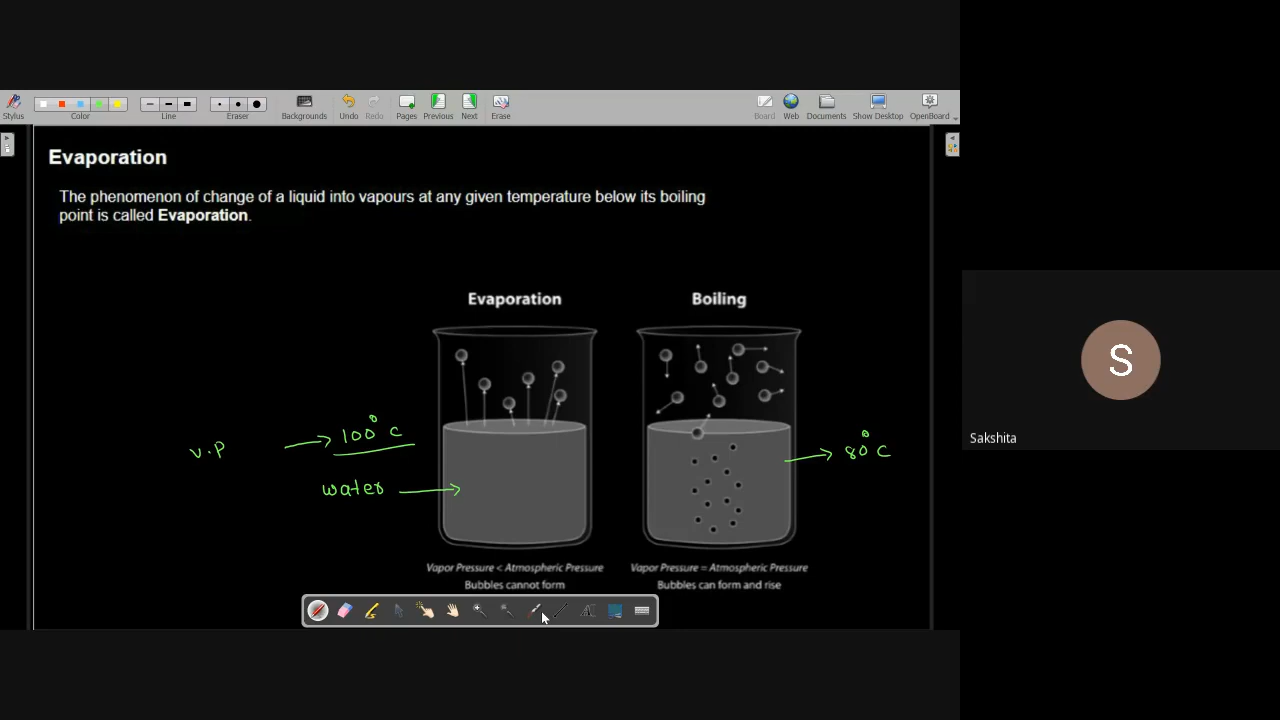 Stylus
Color
Line
Eraser
Backgrounds
Undo
Redo
Pages
Previous
Next
Erase
Board
Web
Documents
Show Desktop
OpenBoard
Evaporation
The phenomenon of change of a liquid into vapours at any given temperature below its boiling
point is called Evaporation.
Evaporation
Boiling
v.P → 100° c
water →
→ 80° c
Vapor Pressure < Atmospheric Pressure
Bubbles cannot form
Vapor Pressure = Atmospheric Pressure
Bubbles can form and rise
S
Sakshita